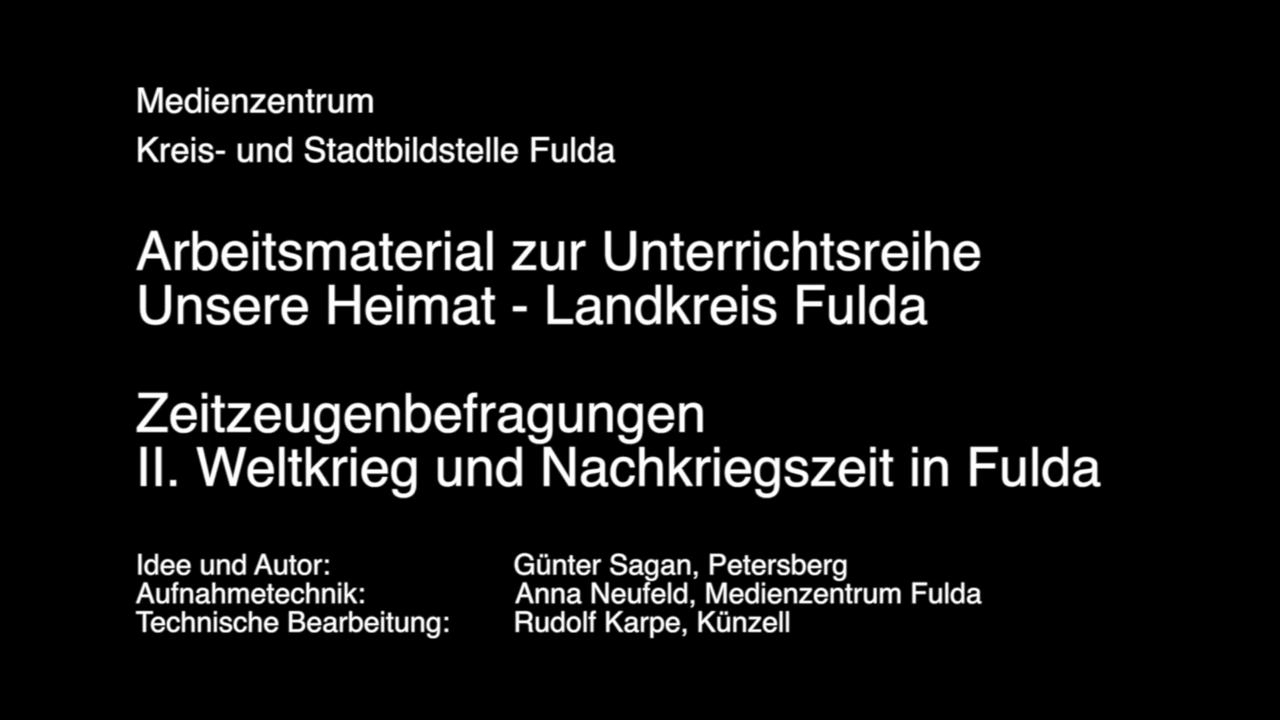 Medienzentrum
Kreis- und Stadtbildstelle Fulda
Arbeitsmaterial zur Unterrichtsreihe
Unsere Heimat - Landkreis Fulda
Zeitzeugenbefragungen
II. Weltkrieg und Nachkriegszeit in Fulda
Idee und Autor: Günter Sagan, Petersberg
Aufnahmetechnik: Anna Neufeld, Medienzentrum Fulda
Technische Bearbeitung: Rudolf Karpe, Künzell